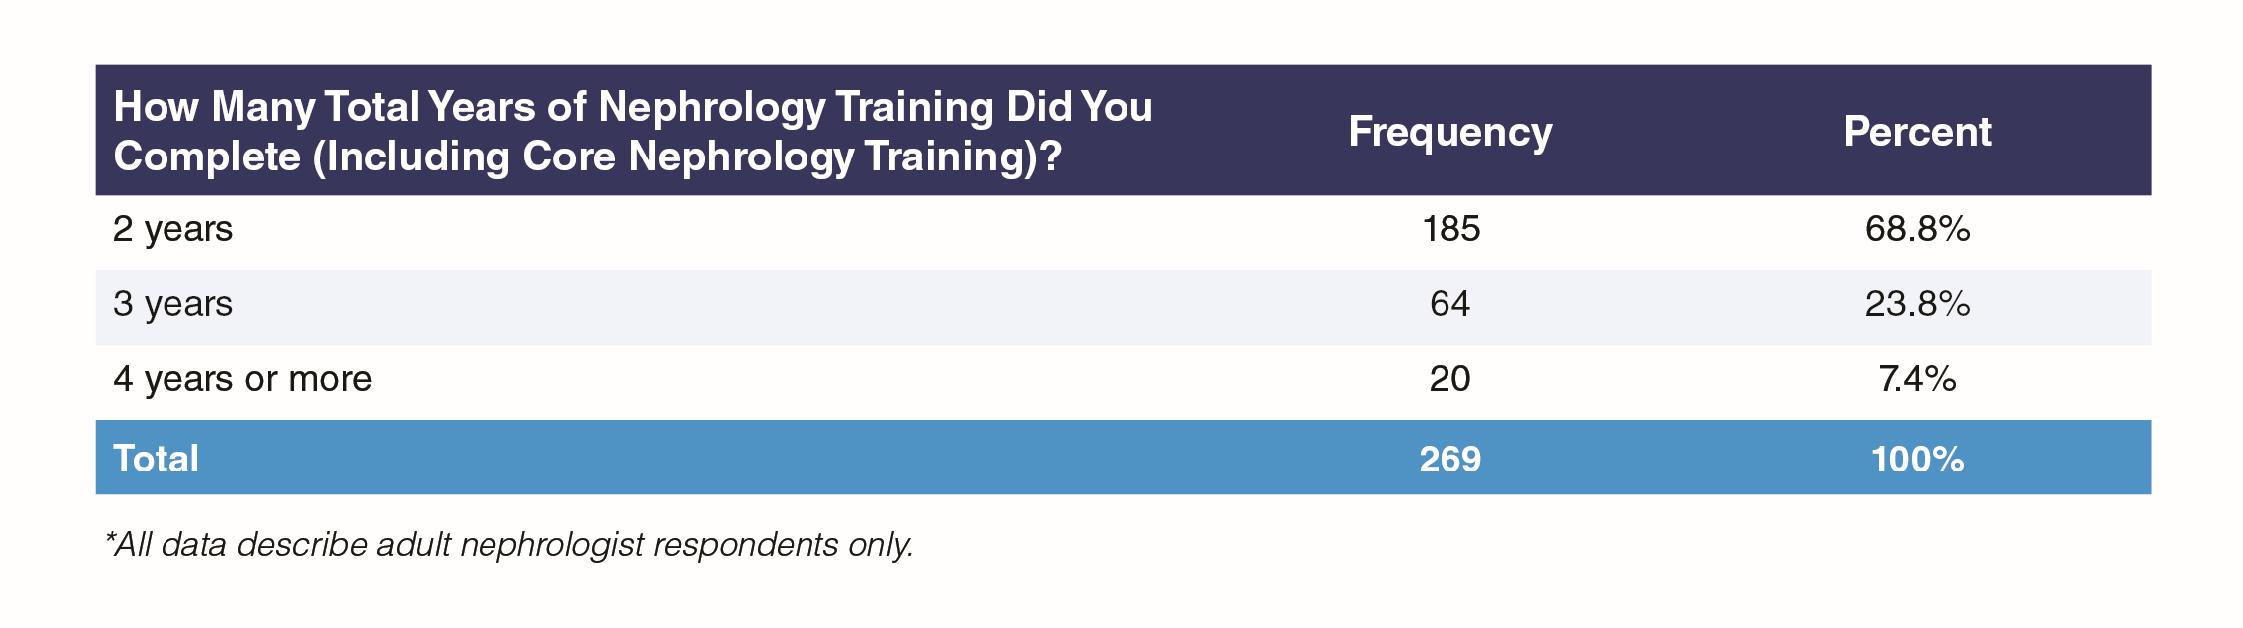 How Many Total Years of Nephrology Training Did You
Complete (Including Core Nephrology Training)?
Frequency
Percent
2 years 185 68.8%
3 years 64 23.8%
4 years or more 20 7.4%
Total 269 100%
*All data describe adult nephrologist respondents only.